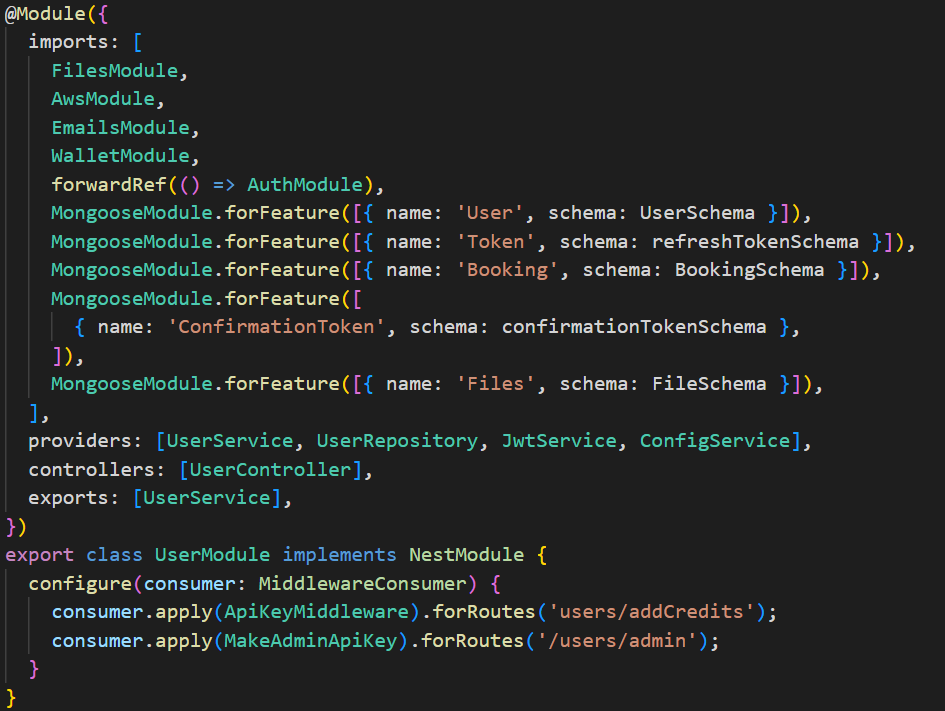 @Module({
  imports: [
    FilesModule,
    AwsModule,
    EmailsModule,
    WalletModule,
    forwardRef(() => AuthModule),
    MongooseModule.forFeature([{ name: 'User', schema: UserSchema }]),
    MongooseModule.forFeature([{ name: 'Token', schema: refreshTokenSchema }]),
    MongooseModule.forFeature([{ name: 'Booking', schema: BookingSchema }]),
    MongooseModule.forFeature([
      { name: 'ConfirmationToken', schema: confirmationTokenSchema },
    ]),
    MongooseModule.forFeature([{ name: 'Files', schema: FileSchema }]),
  ],
  providers: [UserService, UserRepository, JwtService, ConfigService],
  controllers: [UserController],
  exports: [UserService],
})
export class UserModule implements NestModule {
  configure(consumer: MiddlewareConsumer) {
    consumer.apply(ApiKeyMiddleware).forRoutes('users/addCredits');
    consumer.apply(MakeAdminApiKey).forRoutes('/users/admin');
  }
}